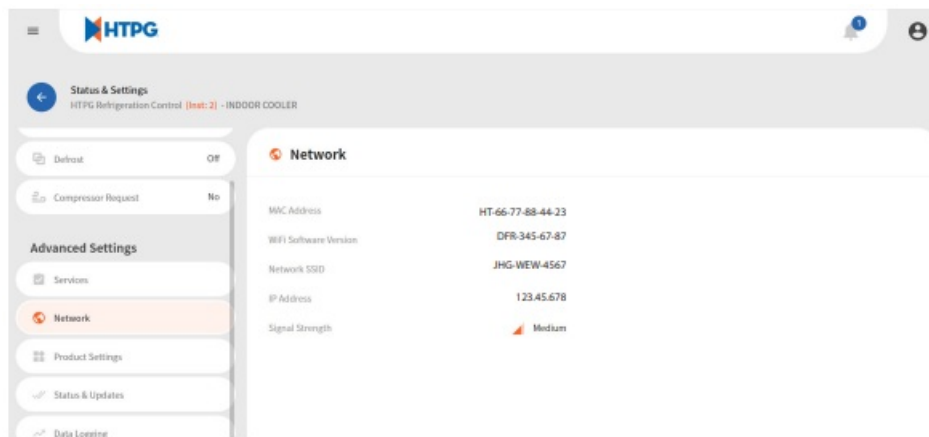 HTPG
1
Status & Settings
HTPG Refrigeration Control (Inst: 2) - INDOOR COOLER
Defrost Off
Compressor Request No
Advanced Settings
Services
Network
Product Settings
Status & Updates
Data Logging
Network
MAC Address HT-66-77-88-44-23
WiFi Software Version DFR-345-67-87
Network SSID JHG-WEW-4567
IP Address 123.45.678
Signal Strength Medium